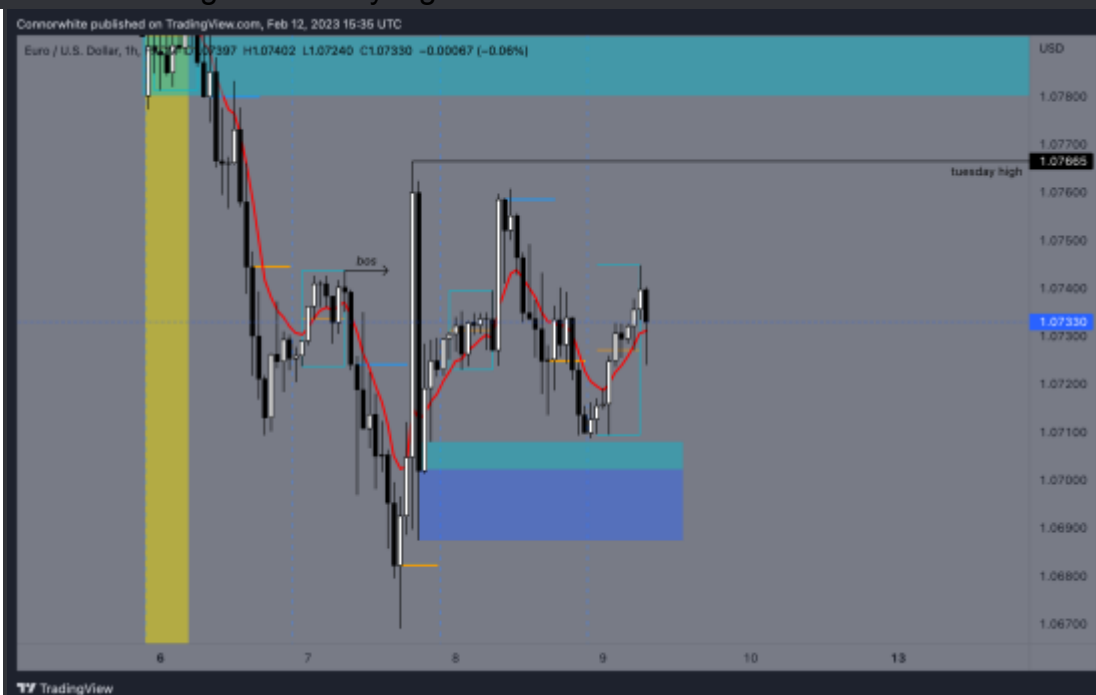 Connorwhite published on TradingView.com, Feb 12, 2023 15:35 UTC
Euro / U.S. Dollar, 1h, H1.07402 L1.07240 C1.07330 −0.00067 (−0.06%)
USD
1.07800
1.07700
1.07665
tuesday high
1.07600
1.07500
bos
1.07400
1.07330
1.07300
1.07200
1.07100
1.07000
1.06900
1.06800
1.06700
6 7 8 9 10 13
TradingView